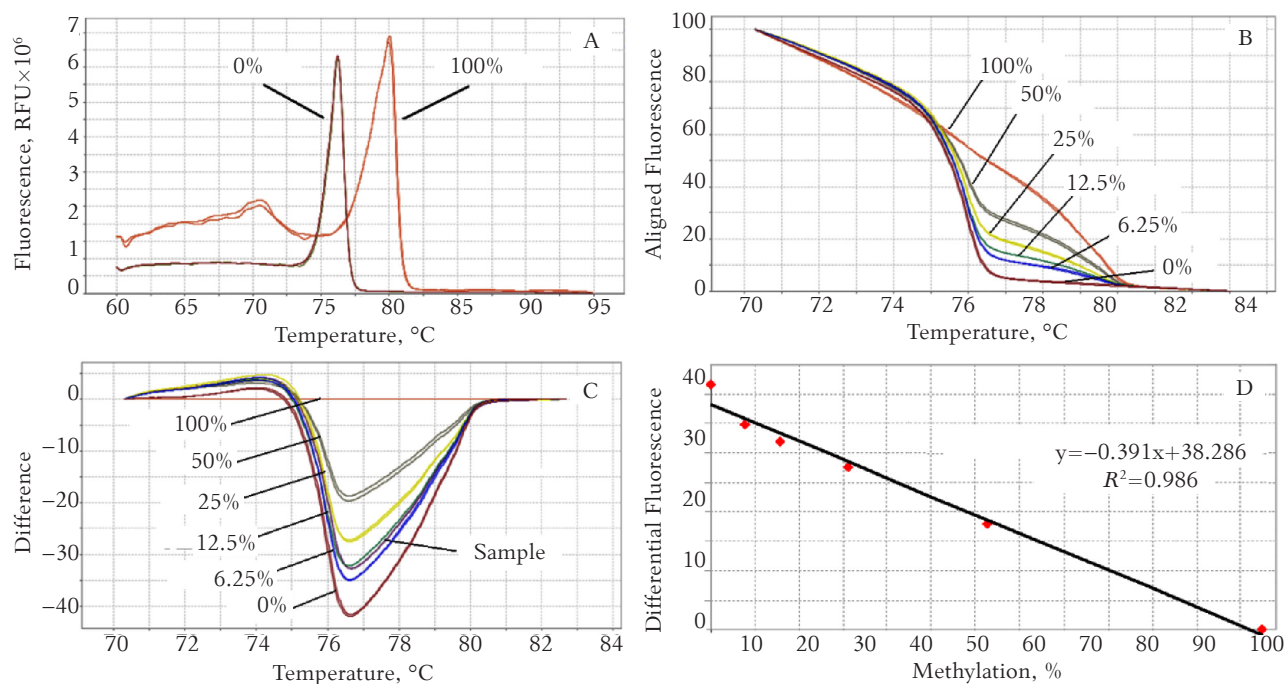 A
Fluorescence, RFU×10⁶
7
6
5
4
3
2
2
1
1
0
0%
100%
60 65 70 75 80 85 90 95
Temperature, °C
B
Aligned Fluorescence
100
80
60
40
20
0
100%
50%
25%
12.5%
6.25%
0%
70 72 74 76 78 80 82 84
Temperature, °C
C
Difference
0
−10
−20
−30
−40
100%
50%
25%
12.5%
6.25%
0%
Sample
70 72 74 76 78 80 82 84
Temperature, °C
D
Differential Fluorescence
40
30
20
10
0
y=−0.391x+38.286
R²=0.986
10 20 30 40 50 60 70 80 90 100
Methylation, %